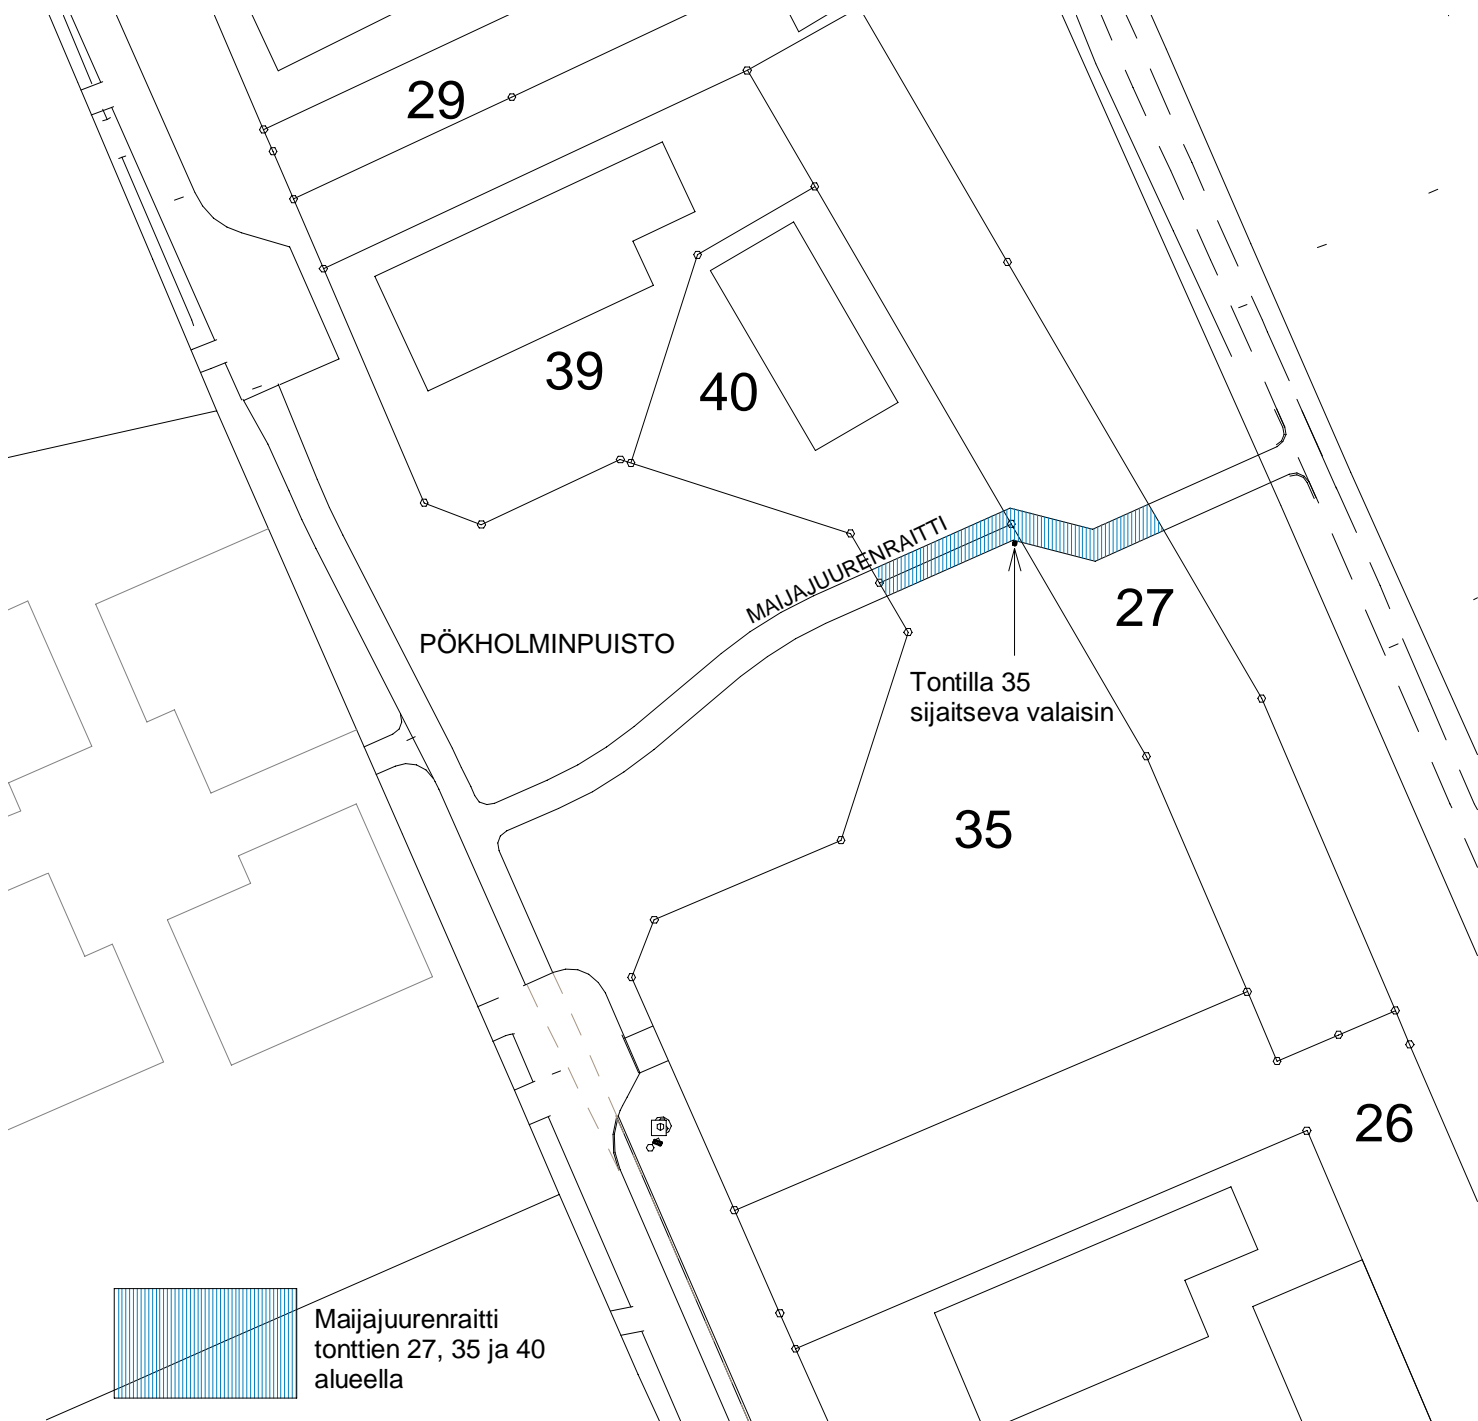 29
39
40
MAIJAJUURENRAITTI
27
PÖKHOLMINPUISTO
Tontilla 35
sijaitseva valaisin
35
26
Maijajuurenraitti
tonttien 27, 35 ja 40
alueella